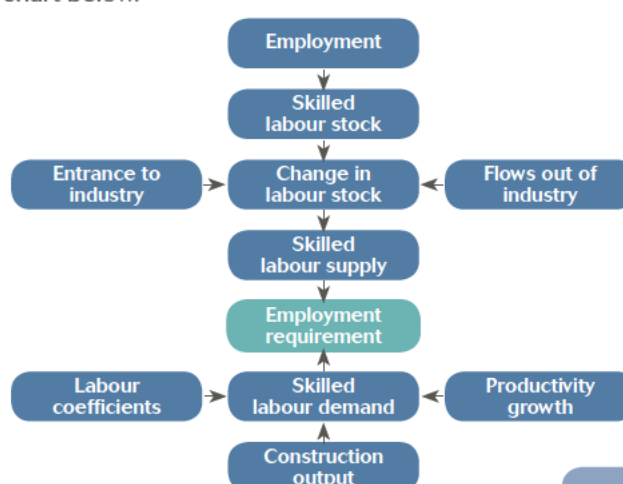 Employment
Skilled
labour stock
Entrance to
industry
Change in
labour stock
Flows out of
industry
Skilled
labour supply
Employment
requirement
Labour
coefficients
Skilled
labour demand
Productivity
growth
Construction
output